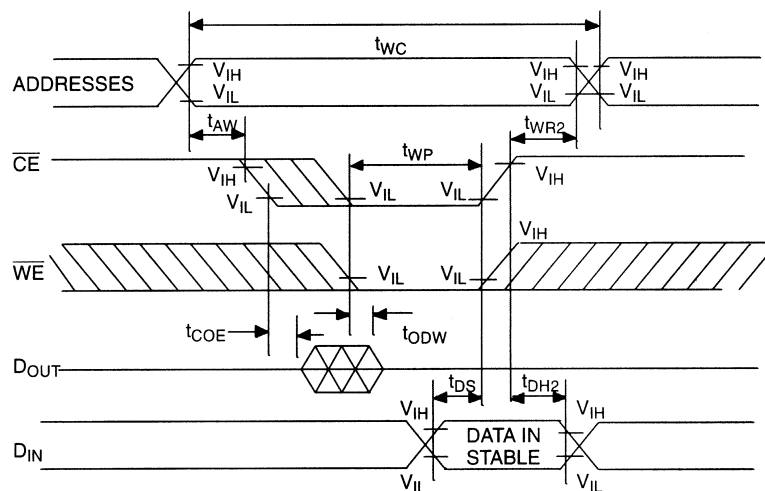 tWC
ADDRESSES
VIH
VIL
VIH
VIL
VIH
VIL
tAW
tWR2
CE
tWP
VIH
VIL
VIL
VIL
VIH
WE
VIH
VIL
VIL
tCOE
tODW
DOUT
tDS
tDH2
DIN
VIH
VIL
DATA IN
STABLE
VIH
VIL